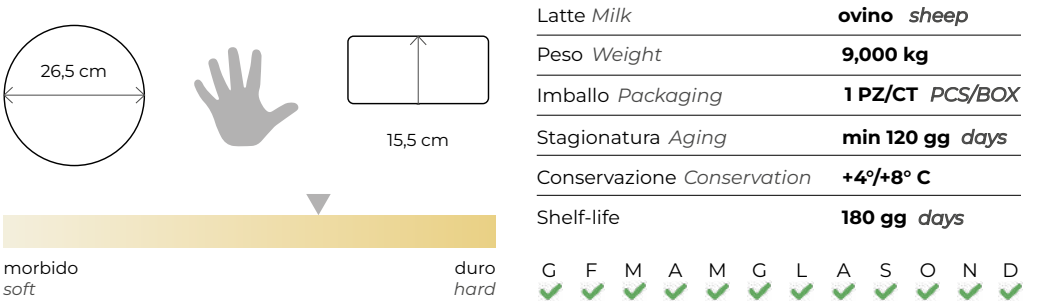 26,5 cm
15,5 cm
morbido duro
soft hard
Latte Milk ovino sheep
Peso Weight 9,000 kg
Imballo Packaging 1 PZ/CT PCS/BOX
Stagionatura Aging min 120 gg days
Conservazione Conservation +4°/+8° C
Shelf-life 180 gg days
G F M A M G L A S O N D